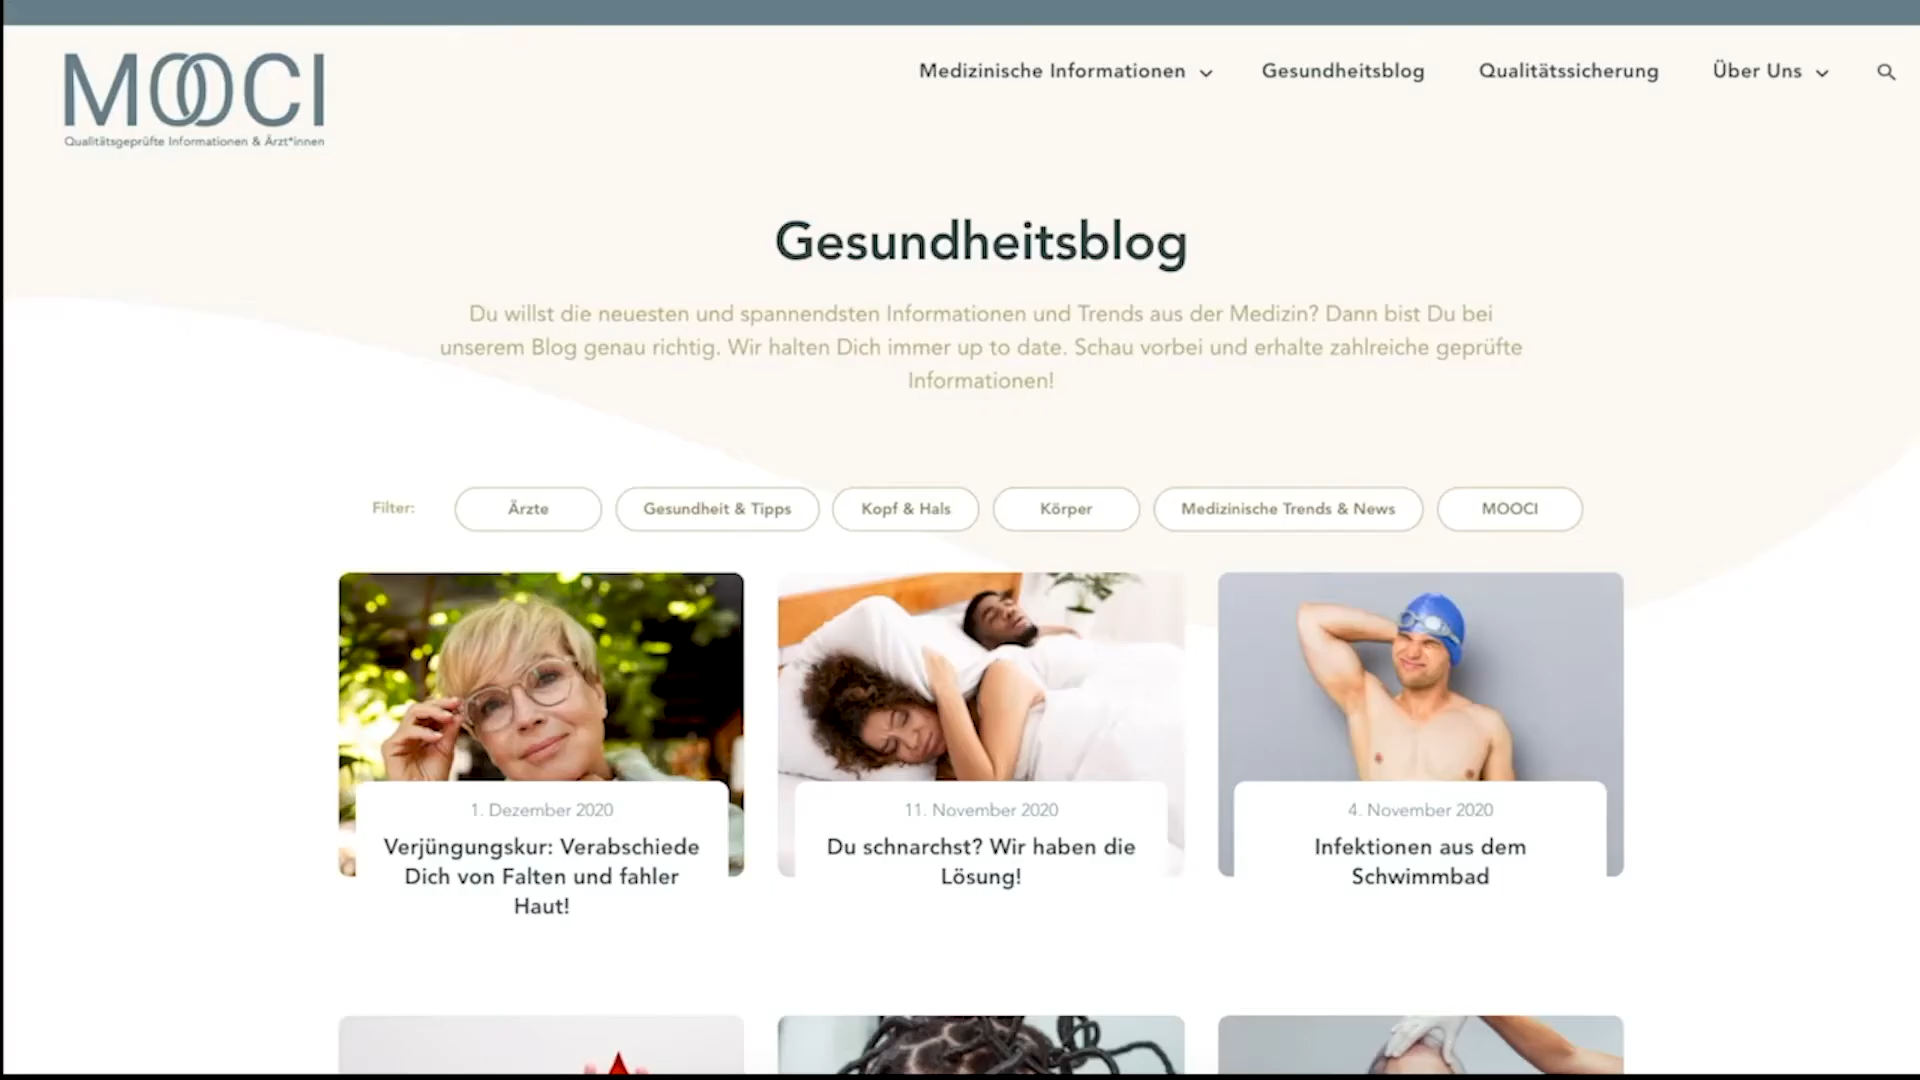 MOOCI
Qualitätsgeprüfte Informationen & Ärzt*innen
Medizinische Informationen
Gesundheitsblog
Qualitätssicherung
Über Uns
Gesundheitsblog
Du willst die neuesten und spannendsten Informationen und Trends aus der Medizin? Dann bist Du bei
unserem Blog genau richtig. Wir halten Dich immer up to date. Schau vorbei und erhalte zahlreiche geprüfte
Informationen!
Filter:
Ärzte
Gesundheit & Tipps
Kopf & Hals
Körper
Medizinische Trends & News
MOOCI
1. Dezember 2020
Verjüngungskur: Verabschiede
Dich von Falten und fahler
Haut!
11. November 2020
Du schnarchst? Wir haben die
Lösung!
4. November 2020
Infektionen aus dem
Schwimmbad